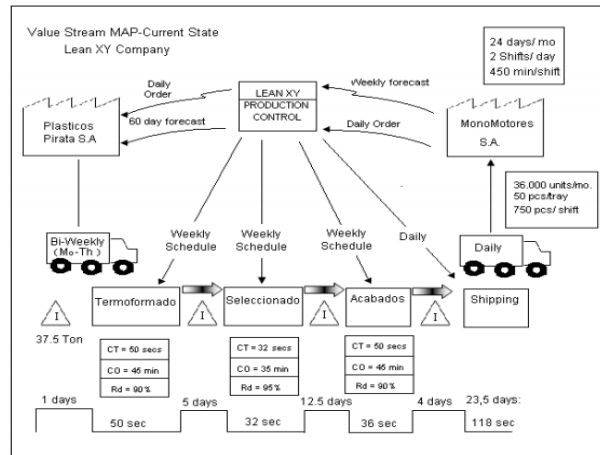 Value Stream MAP-Current State
Lean XY Company
24 days/ mo
2 Shifts/ day
450 min/shift
Daily
Order
LEAN XY
PRODUCTION
CONTROL
Weekly forecast
Plasticos
Pirata S.A
60 day forecast
Daily Order
MonoMotores
S.A.
36.000 units/mo.
50 pcs/tray
750 pcs/ shift
Bi-Weekly
(Mo-Th)
Weekly
Schedule
Weekly
Schedule
Weekly
Schedule
Daily
Daily
I
Termoformado
I
Seleccionado
I
Acabados
I
Shipping
37.5 Ton
CT = 50 secs
CO = 45 min
Rd = 90%
CT = 32 secs
CO = 35 min
Rd = 95%
CT = 50 secs
CO = 45 min
Rd = 90%
1 days
5 days
12.5 days
4 days
23,5 days:
50 sec
32 sec
36 sec
118 sec